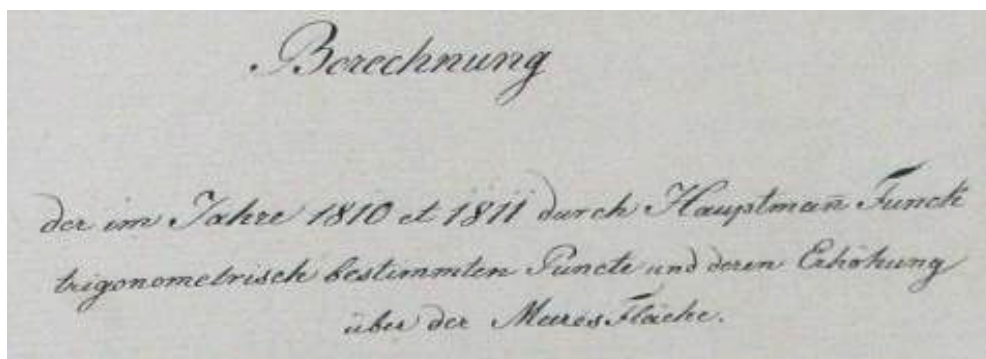 Berechnung
der im Jahre 1810 et 1811 durch Hauptmañ Funck
trigonometrisch bestimmten Puncte und deren Erhöhung
über der Meeres Fläche.